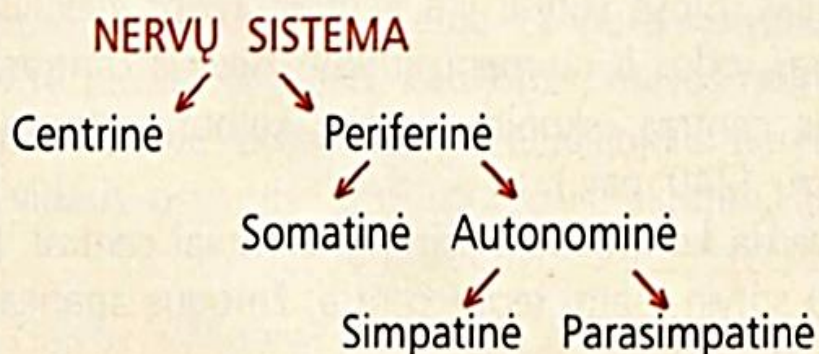 NERVŲ SISTEMA
Centrinė Periferinė
Somatinė Autonominė
Simpatinė Parasimpatinė